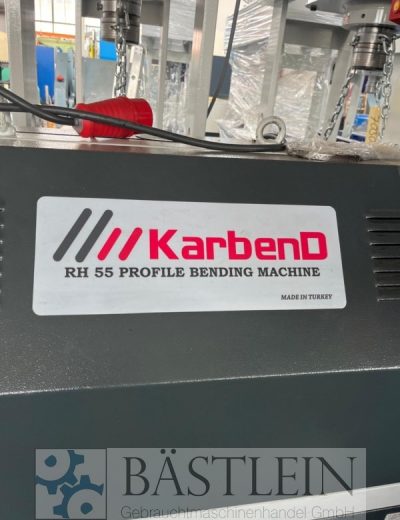 KarbenD
RH 55 PROFILE BENDING MACHINE
MADE IN TURKEY
BÄSTLEIN
Gebrauchtmaschinenhandel GmbH